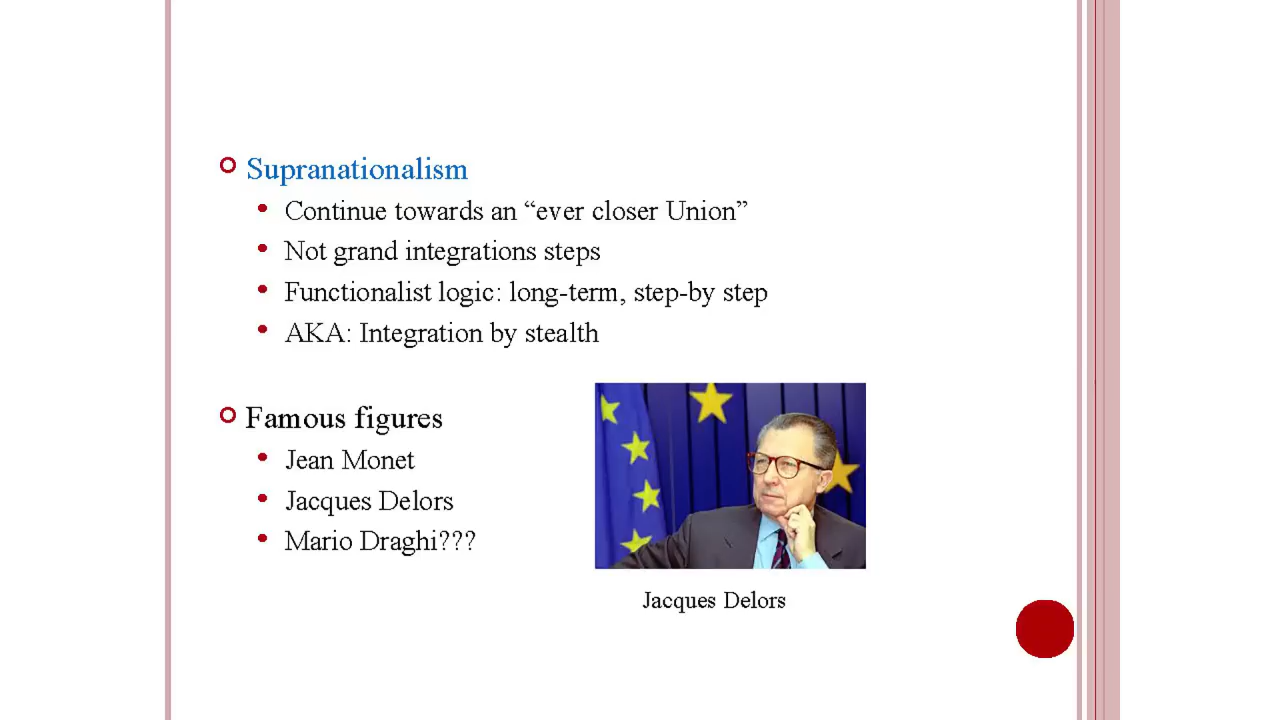 Supranationalism
Continue towards an “ever closer Union”
Not grand integrations steps
Functionalist logic: long-term, step-by step
AKA: Integration by stealth
Famous figures
Jean Monet
Jacques Delors
Mario Draghi???
Jacques Delors